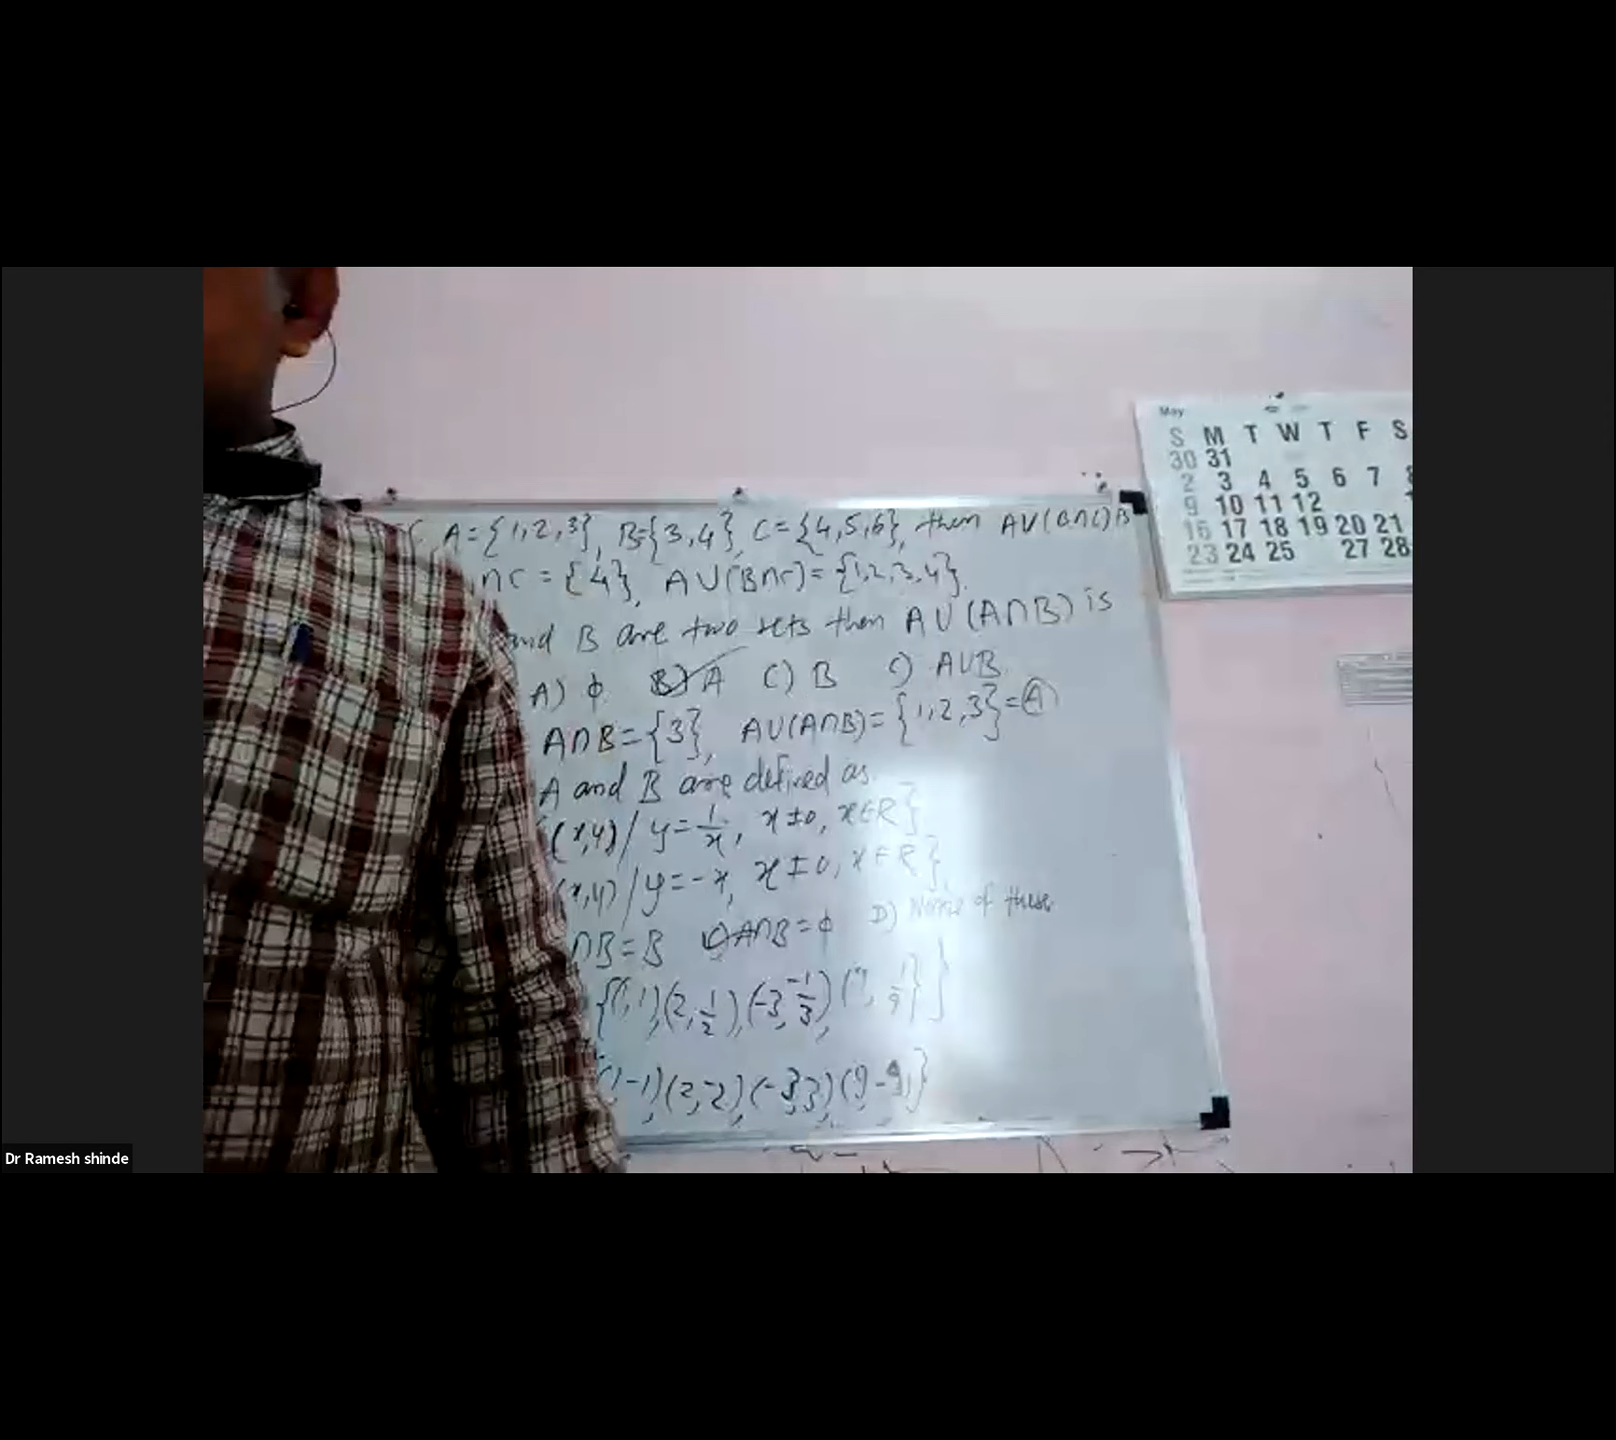 A={1,2,3}, B={3,4}, C={4,5,6}, then AU(B∩C) is
∩C = {4}, AU(B∩C)={1,2,3,4}.
and B are two sets then AU(A∩B) is
A) ϕ B) A C) B C) AUB.
A∩B={3}, AU(A∩B)={1,2,3}=A
A and B are defined as
(x,y)/ y=1/x, x≠0, x∈R}
(x,y)/ y=-x, x≠0, x∈R}
∩B=B C) A∩B=ϕ D) None of these
{(1,1),(2,1/2),(-3,-1/3),(9,1/9)}
1-1),(2,-2),(-3,3),(9-9)}
May
S M T W T F S
30 31
2 3 4 5 6 7 8
9 10 11 12
16 17 18 19 20 21
23 24 25 27 28
Dr Ramesh shinde